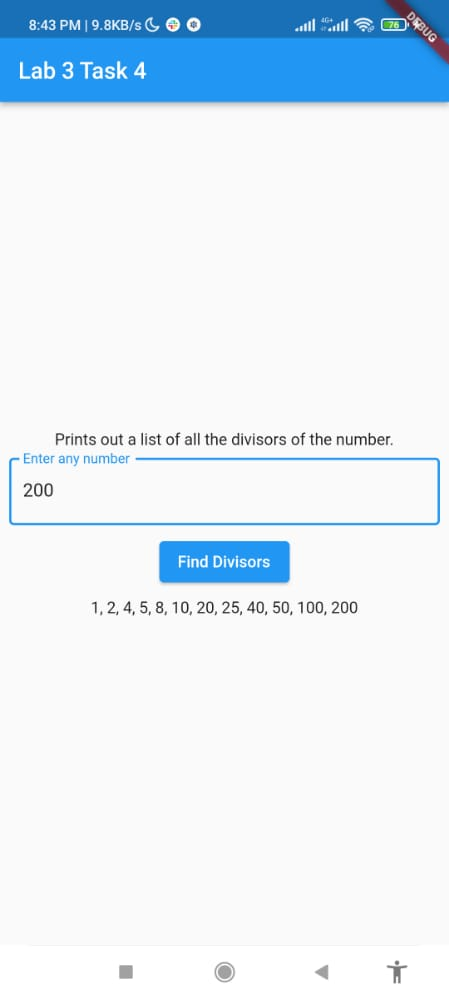 8:43 PM | 9.8KB/s 4G+ 76
DEBUG
Lab 3 Task 4
Prints out a list of all the divisors of the number.
Enter any number
200
Find Divisors
1, 2, 4, 5, 8, 10, 20, 25, 40, 50, 100, 200